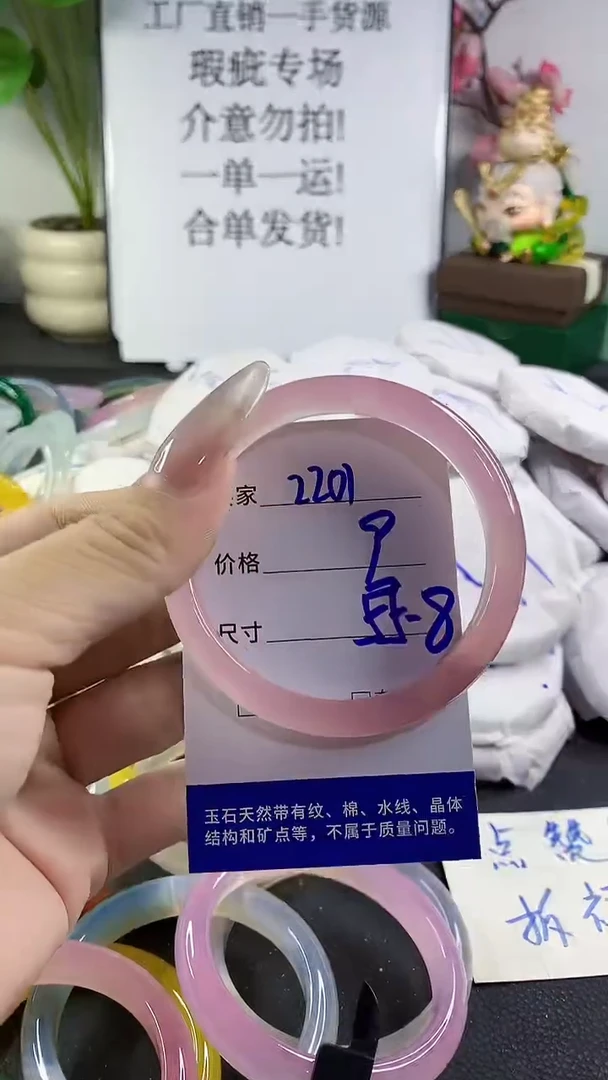 工厂直销一手货源
瑕疵专场
介意勿拍!
一单一运!
合单发货!
家 2201
价格
尺寸 -8
玉石天然带有纹、棉、水线、晶体
结构和矿点等，不属于质量问题。
点
拆